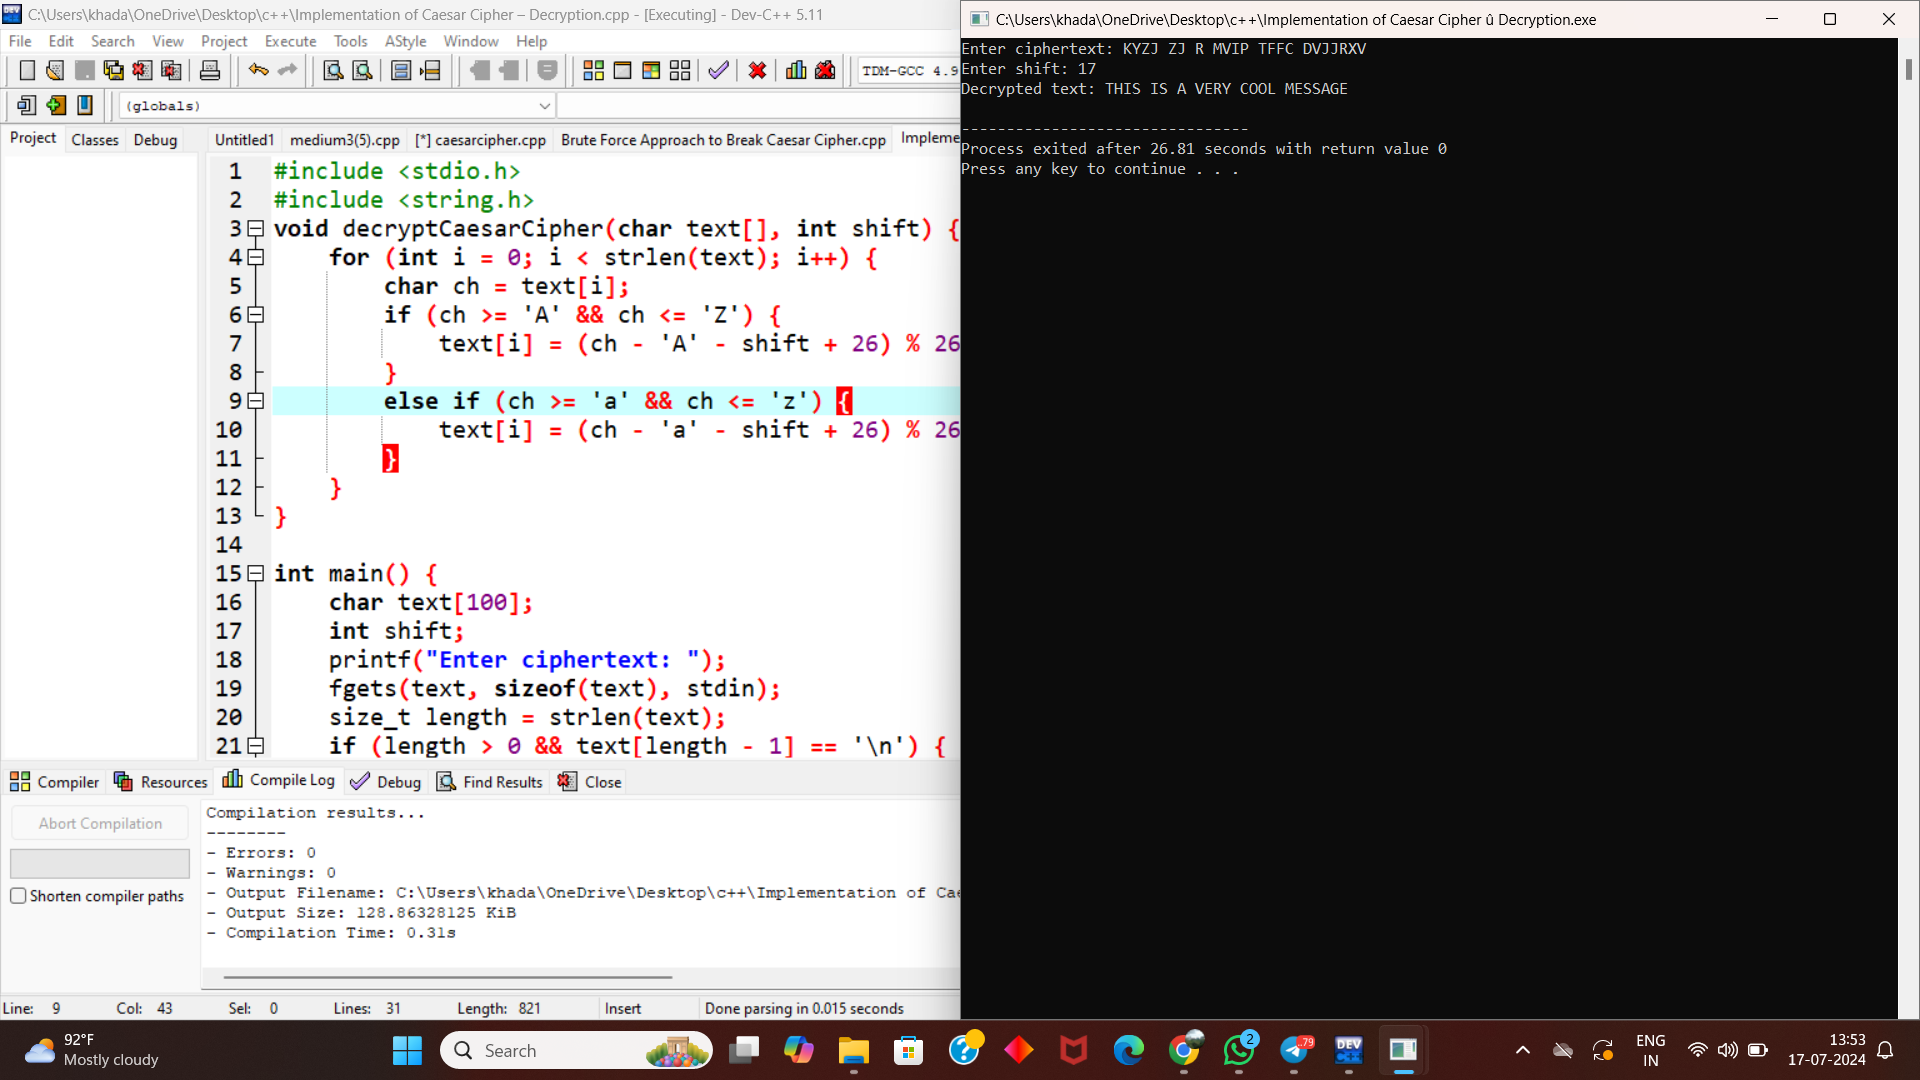 C:\Users\khada\OneDrive\Desktop\c++\Implementation of Caesar Cipher – Decryption.cpp - [Executing] - Dev-C++ 5.11
File Edit Search View Project Execute Tools AStyle Window Help
TDM-GCC 4.9
(globals)
Project Classes Debug
Untitled1 medium3(5).cpp [*] caesarcipher.cpp Brute Force Approach to Break Caesar Cipher.cpp Impleme
1 #include <stdio.h>
2 #include <string.h>
3 void decryptCaesarCipher(char text[], int shift) {
4 for (int i = 0; i < strlen(text); i++) {
5 char ch = text[i];
6 if (ch >= 'A' && ch <= 'Z') {
7 text[i] = (ch - 'A' - shift + 26) % 26
8 }
9 else if (ch >= 'a' && ch <= 'z') {
10 text[i] = (ch - 'a' - shift + 26) % 26
11 }
12 }
13 }
14
15 int main() {
16 char text[100];
17 int shift;
18 printf("Enter ciphertext: ");
19 fgets(text, sizeof(text), stdin);
20 size_t length = strlen(text);
21 if (length > 0 && text[length - 1] == '\n') {
Compiler Resources Compile Log Debug Find Results Close
Abort Compilation
Shorten compiler paths
Compilation results...
--------
- Errors: 0
- Warnings: 0
- Output Filename: C:\Users\khada\OneDrive\Desktop\c++\Implementation of Cae
- Output Size: 128.86328125 KiB
- Compilation Time: 0.31s
Line: 9 Col: 43 Sel: 0 Lines: 31 Length: 821 Insert Done parsing in 0.015 seconds
C:\Users\khada\OneDrive\Desktop\c++\Implementation of Caesar Cipher û Decryption.exe
Enter ciphertext: KYZJ ZJ R MVIP TFFC DVJJRXV
Enter shift: 17
Decrypted text: THIS IS A VERY COOL MESSAGE
--------------------------------
Process exited after 26.81 seconds with return value 0
Press any key to continue . . .
92°F
Mostly cloudy
Search
2
79
DEV
C++
ENG
IN
13:53
17-07-2024